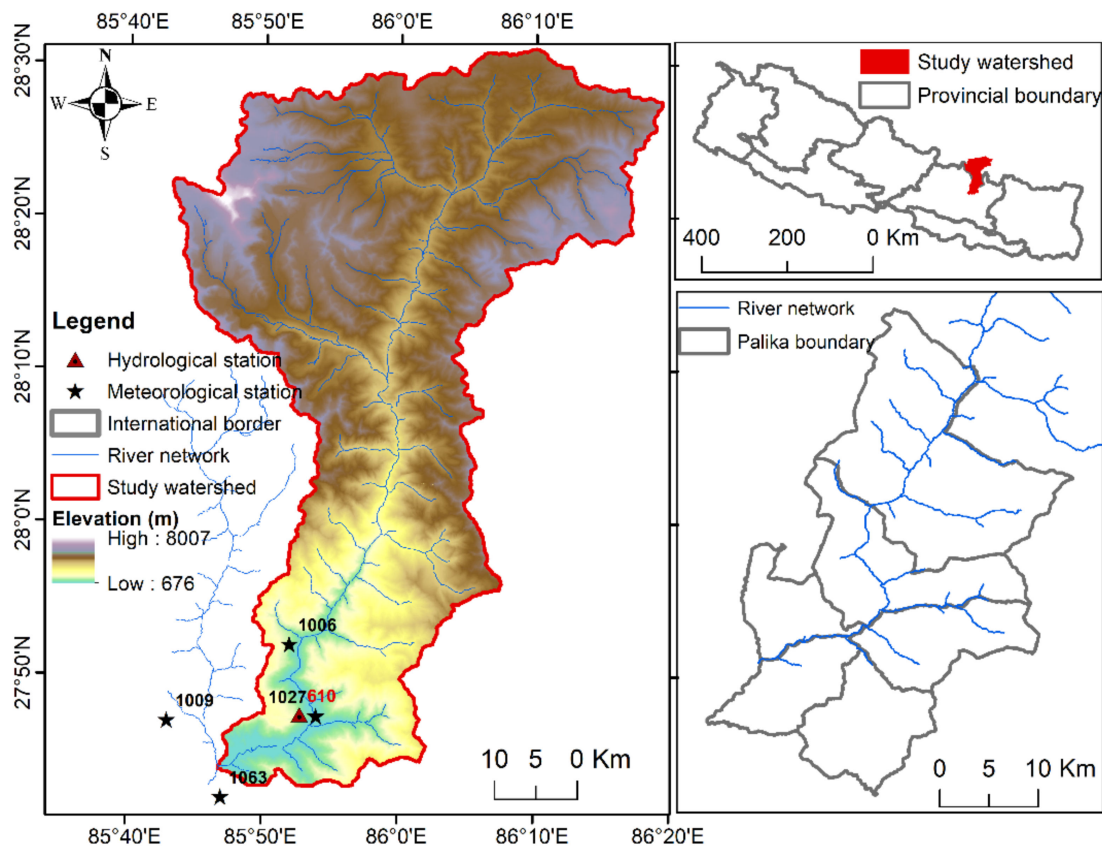 85°40'E 85°50'E 86°0'E 86°10'E
28°30'N
28°20'N
28°10'N
28°0'N
27°50'N
N
W E
S
Legend
Hydrological station
Meteorological station
International border
River network
Study watershed
Elevation (m)
High : 8007
Low : 676
1006
1027 610
1009
1063
10 5 0 Km
85°40'E 85°50'E 86°0'E 86°10'E 86°20'E
Study watershed
Provincial boundary
400 200 0 Km
River network
Palika boundary
0 5 10 Km